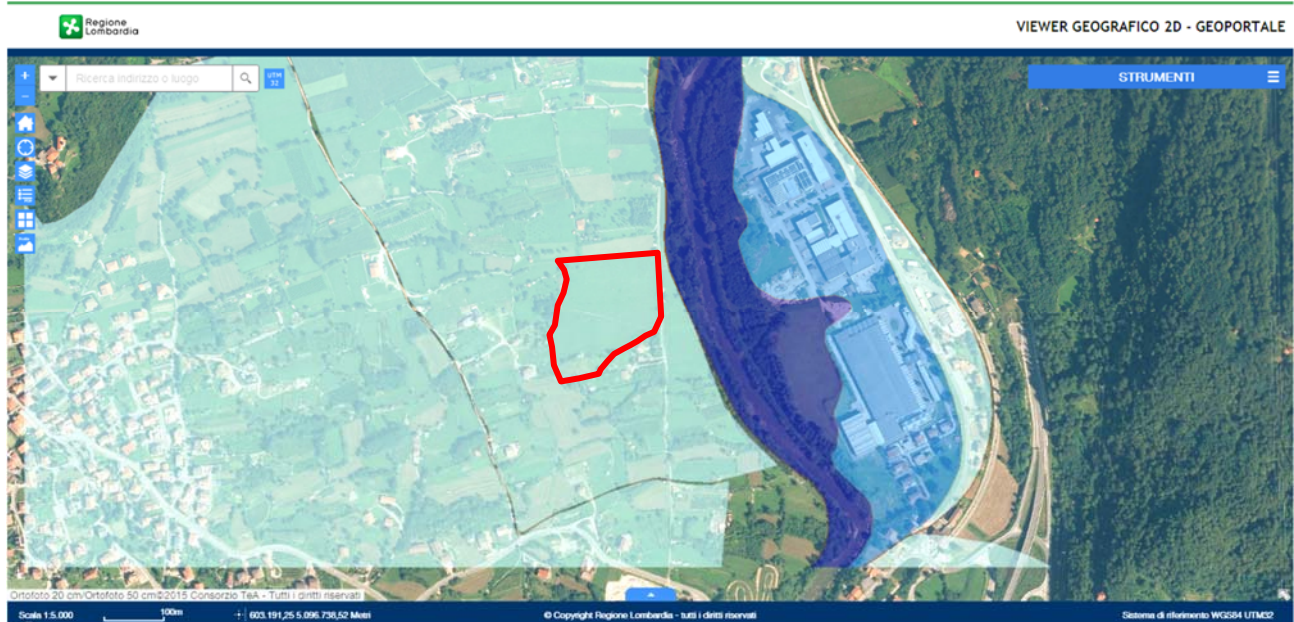 Regione
Lombardia
VIEWER GEOGRAFICO 2D - GEOPORTALE
+
Ricerca indirizzo o luogo
UTM
32
STRUMENTI
−
Ortofoto 20 cm/Ortofoto 50 cm©2015 Consorzio TeA - Tutti i diritti riservati
Scala 1:5.000
100m
603.191,25 5.096.738,52 Metri
© Copyright Regione Lombardia - tutti i diritti riservati
Sistema di riferimento WGS84 UTM32